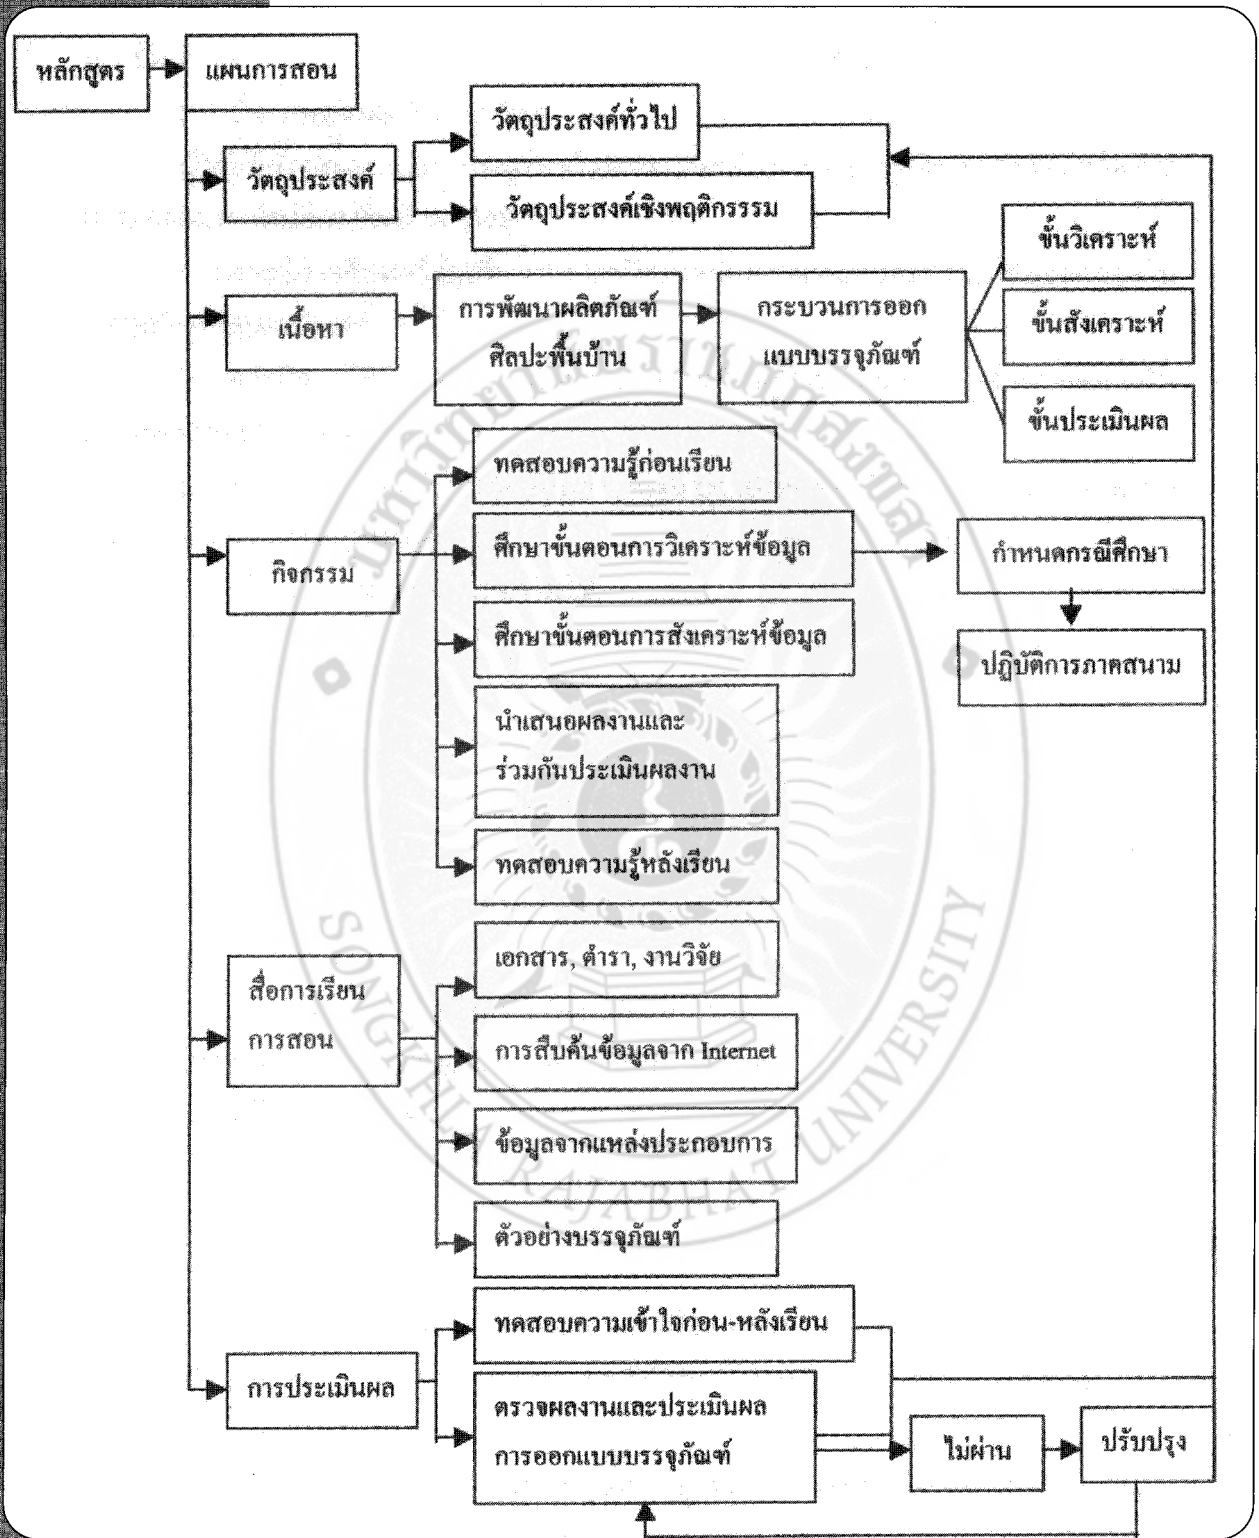 หลักสูตร
แผนการสอน
วัตถุประสงค์
วัตถุประสงค์ทั่วไป
วัตถุประสงค์เชิงพฤติกรรรม
เนื้อหา
การพัฒนาผลิตภัณฑ์
ศิลปะพื้นบ้าน
กระบวนการออก
แบบบรรจุภัณฑ์
ขั้นวิเคราะห์
ขั้นสังเคราะห์
ขั้นประเมินผล
กิจกรรม
ทดสอบความรู้ก่อนเรียน
ศึกษาขั้นตอนการวิเคราะห์ข้อมูล
กำหนดกรณีศึกษา
ปฏิบัติการภาคสนาม
ศึกษาขั้นตอนการสังเคราะห์ข้อมูล
นำเสนอผลงานและ
ร่วมกันประเมินผลงาน
ทดสอบความรู้หลังเรียน
สื่อการเรียน
การสอน
เอกสาร, ตำรา, งานวิจัย
การสืบค้นข้อมูลจาก Internet
ข้อมูลจากแหล่งประกอบการ
ตัวอย่างบรรจุภัณฑ์
การประเมินผล
ทดสอบความเข้าใจก่อน-หลังเรียน
ตรวจผลงานและประเมินผล
การออกแบบบรรจุภัณฑ์
ไม่ผ่าน
ปรับปรุง
มหาวิทยาลัยราชภัฏสงขลา
SONGKHLA RAJABHAT UNIVERSITY